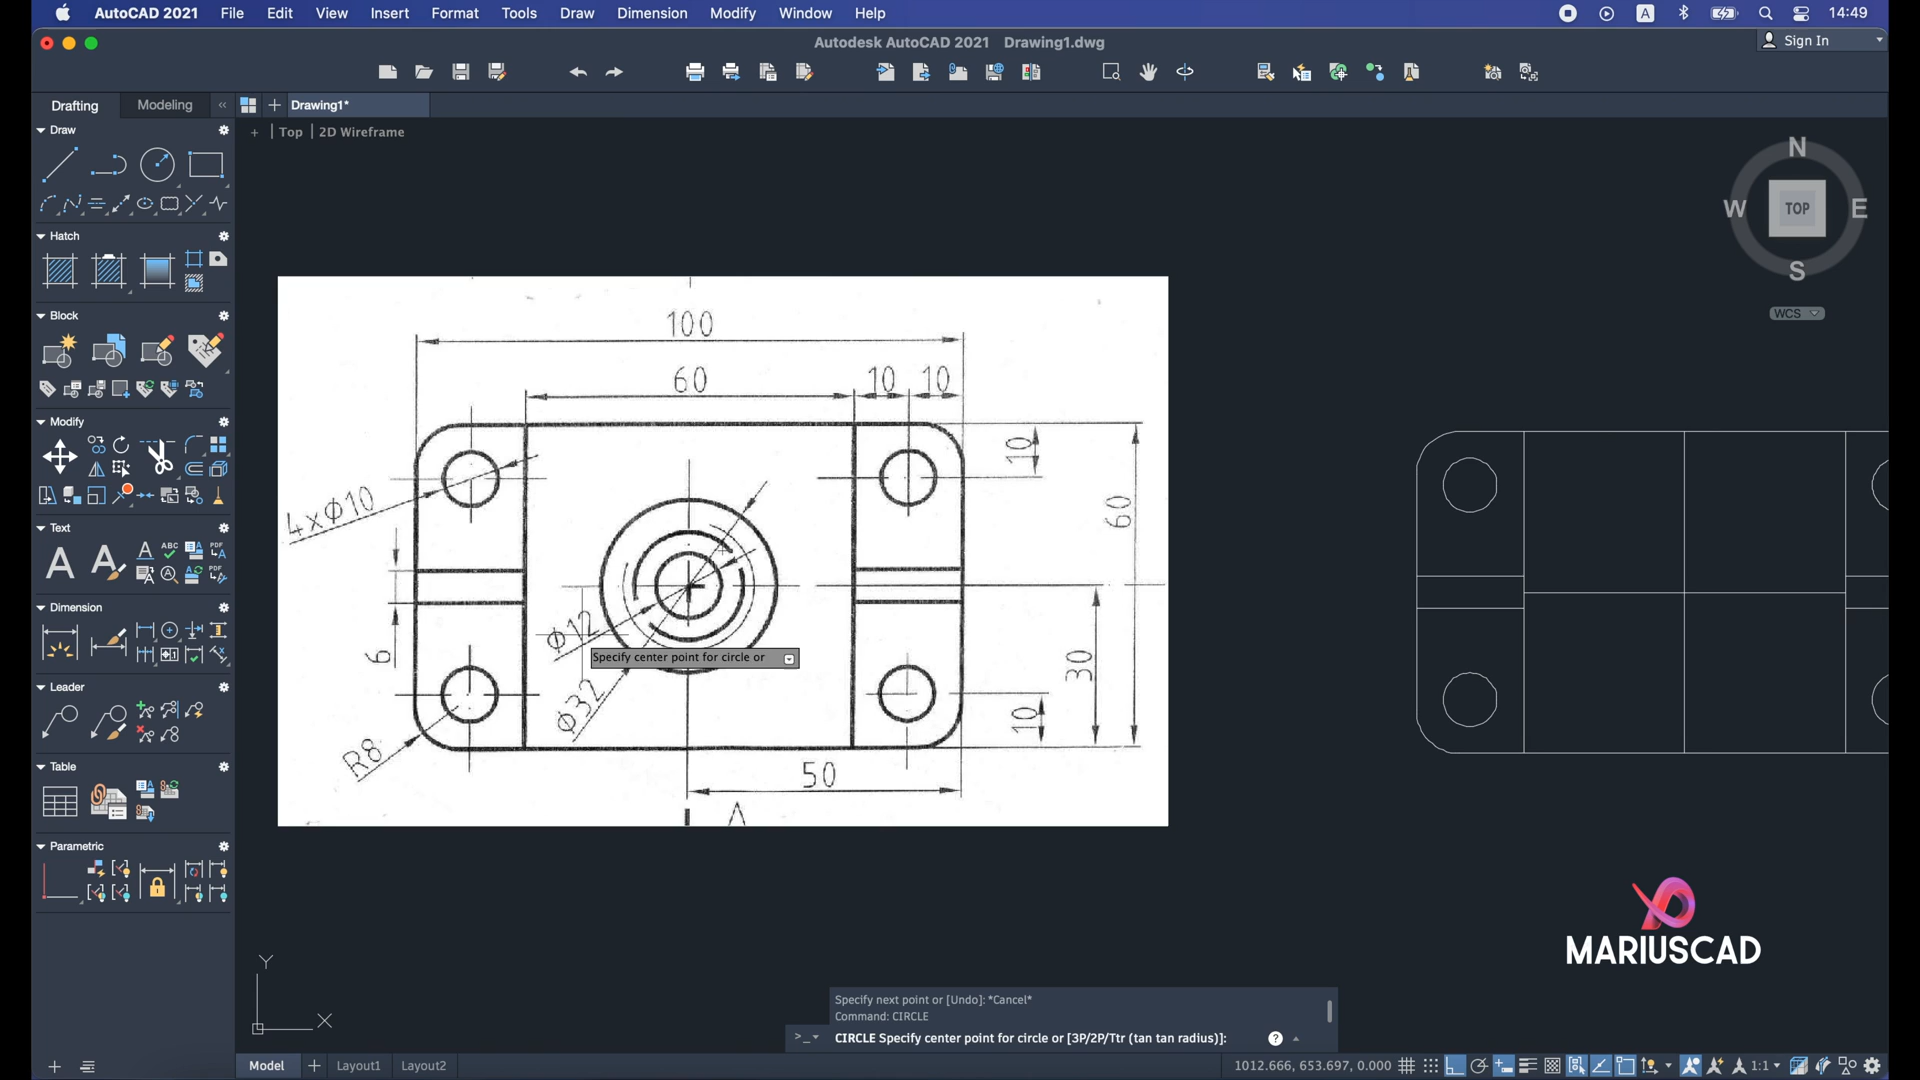 AutoCAD 2021 File Edit View Insert Format Tools Draw Dimension Modify Window Help A 14:49
Autodesk AutoCAD 2021 Drawing1.dwg
Sign In
Drafting Modeling « Drawing1*
+ | Top | 2D Wireframe
Draw
Hatch
Block
Modify
Text
A
ABC
PDF
Dimension
Leader
Table
Parametric
N
W TOP E
S
WCS
100
60 10 10
10
4xΦ10
60
Φ12
6
Specify center point for circle or
Φ32
30
10
R8
50
A
MARIUSCAD
Y
X
Specify next point or [Undo]: *Cancel*
Command: CIRCLE
CIRCLE Specify center point for circle or [3P/2P/Ttr (tan tan radius)]:
Model + Layout1 Layout2
1012.666, 653.697, 0.000 1:1